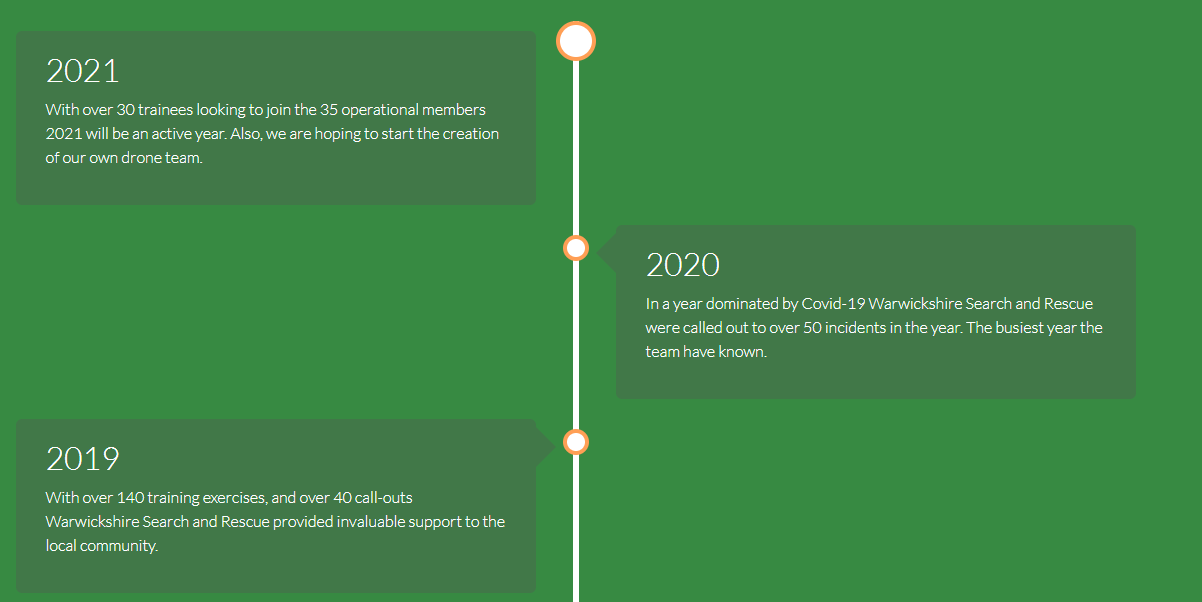 2021
With over 30 trainees looking to join the 35 operational members
2021 will be an active year. Also, we are hoping to start the creation
of our own drone team.
2020
In a year dominated by Covid-19 Warwickshire Search and Rescue
were called out to over 50 incidents in the year. The busiest year the
team have known.
2019
With over 140 training exercises, and over 40 call-outs
Warwickshire Search and Rescue provided invaluable support to the
local community.